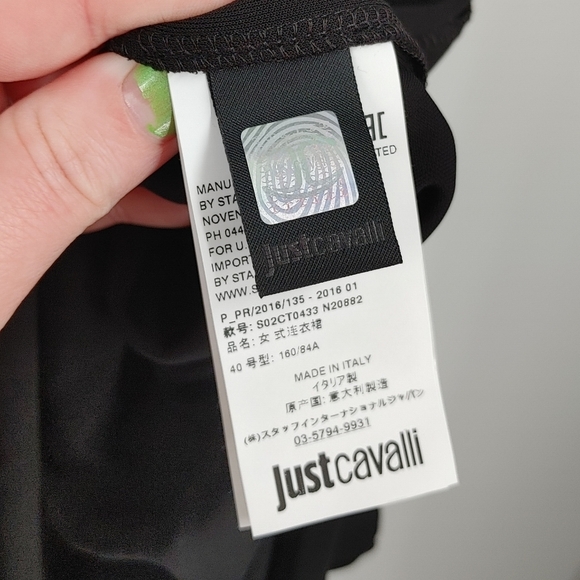 TED
MANU
BY STA
NOVEN
PH 044
FOR U.
IMPORT
BY STA
WWW.S
justcavalli
P_PR/2016/135 - 2016 01
款号: S02CT0433 N20882
品名: 女 式连衣裙
40 号型: 160/84A
MADE IN ITALY
イタリア製
原产国: 意大利製造
(株)スタッフインターナショナルジャパン
03-5794-9931
justcavalli